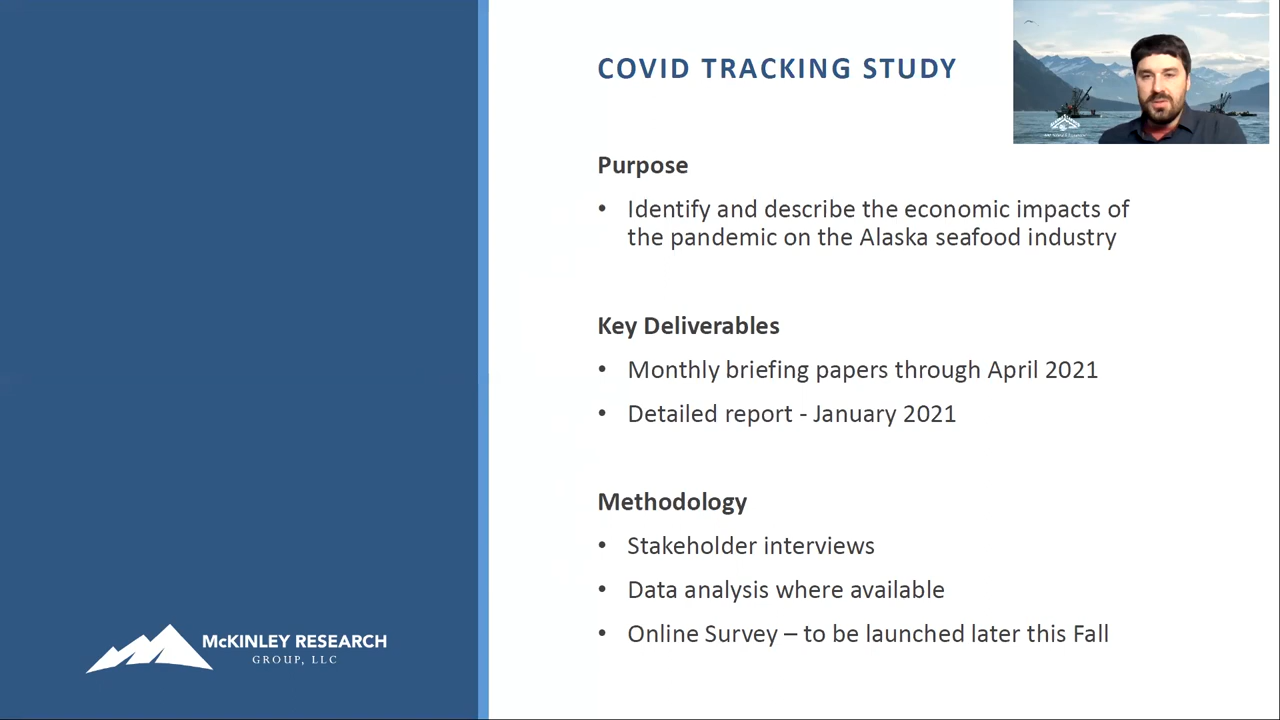 COVID TRACKING STUDY
Purpose
• Identify and describe the economic impacts of
the pandemic on the Alaska seafood industry
Key Deliverables
• Monthly briefing papers through April 2021
• Detailed report - January 2021
Methodology
• Stakeholder interviews
• Data analysis where available
• Online Survey – to be launched later this Fall
McKINLEY RESEARCH
GROUP, LLC